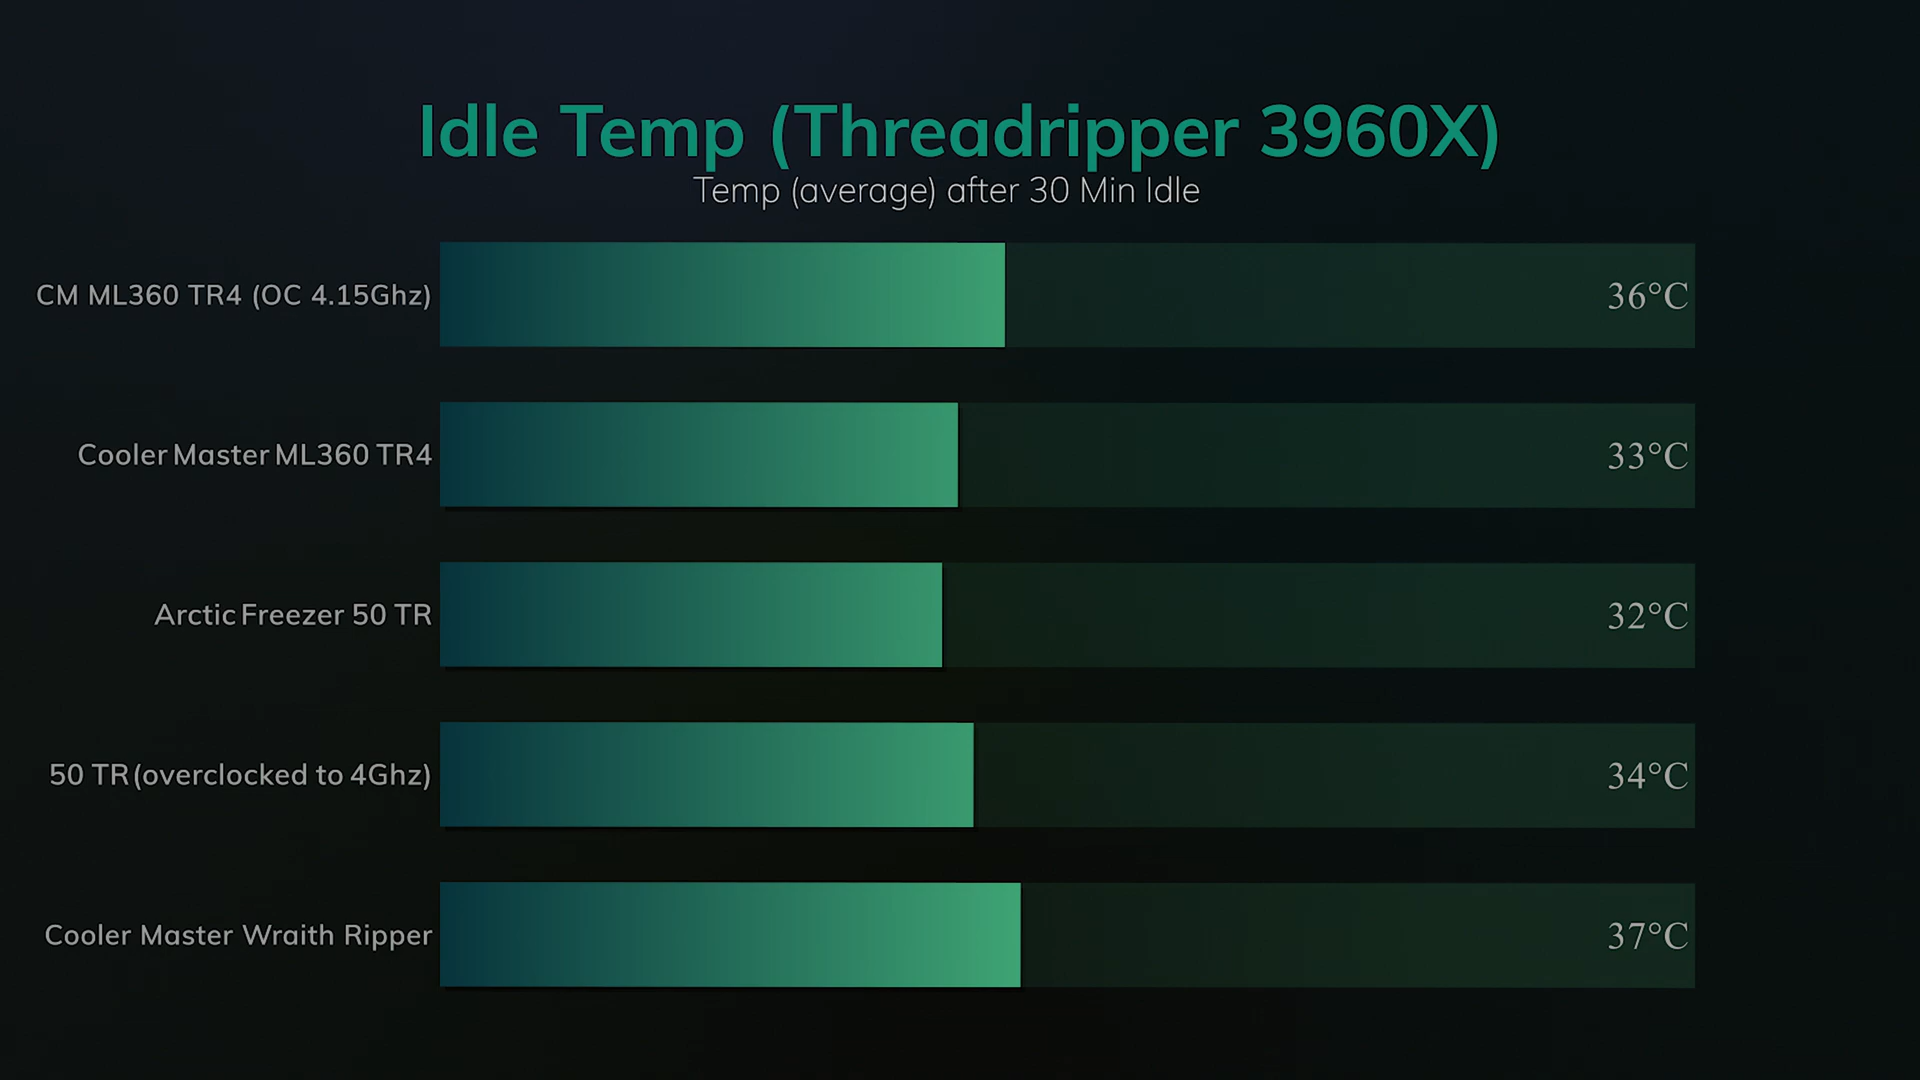 Idle Temp (Threadripper 3960X)
Temp (average) after 30 Min Idle
CM ML360 TR4 (OC 4.15Ghz) 36°C
Cooler Master ML360 TR4 33°C
Arctic Freezer 50 TR 32°C
50 TR (overclocked to 4Ghz) 34°C
Cooler Master Wraith Ripper 37°C